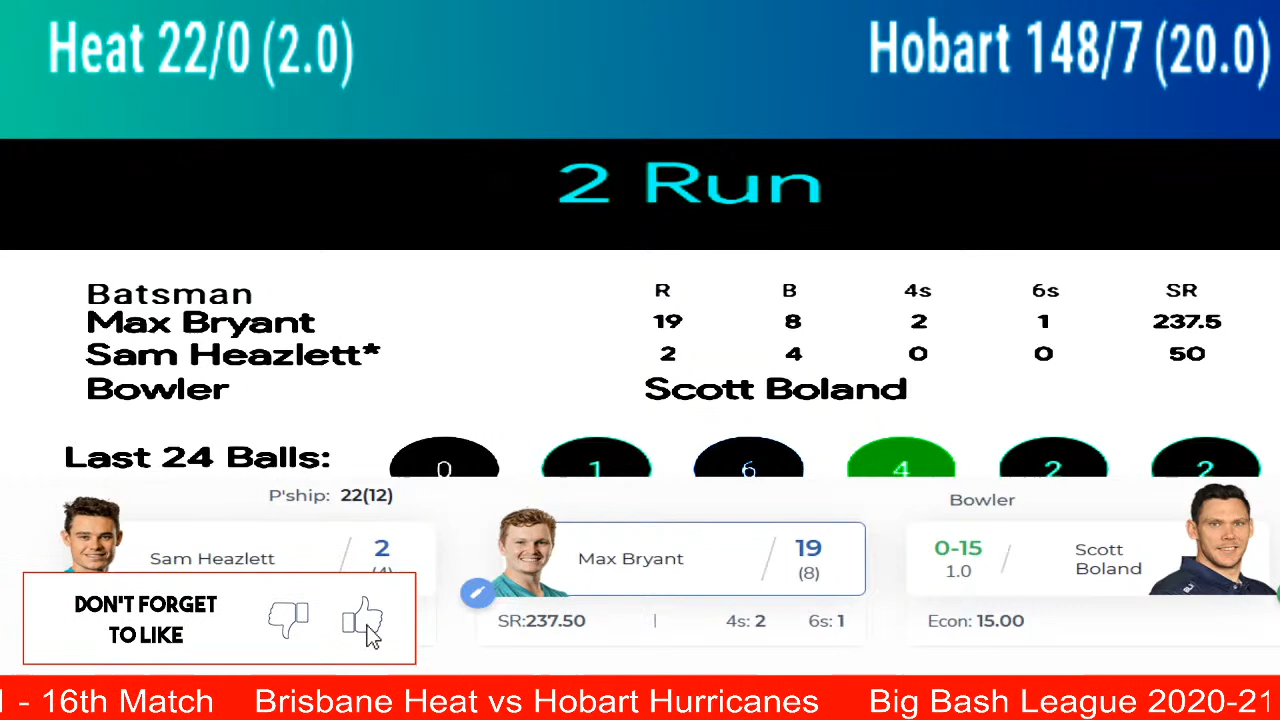 Heat 22/0 (2.0) Hobart 148/7 (20.0)
2 Run
Batsman R B 4s 6s SR
Max Bryant 19 8 2 1 237.5
Sam Heazlett* 2 4 0 0 50
Bowler Scott Boland
Last 24 Balls: 0 1 6 4 2 2
P'ship: 22(12) Bowler
Sam Heazlett 2 (4)
Max Bryant 19 (8)
0-15 1.0 Scott Boland
SR:237.50 4s: 2 6s: 1 Econ: 15.00
DON'T FORGET
TO LIKE
- 16th Match Brisbane Heat vs Hobart Hurricanes Big Bash League 2020-21